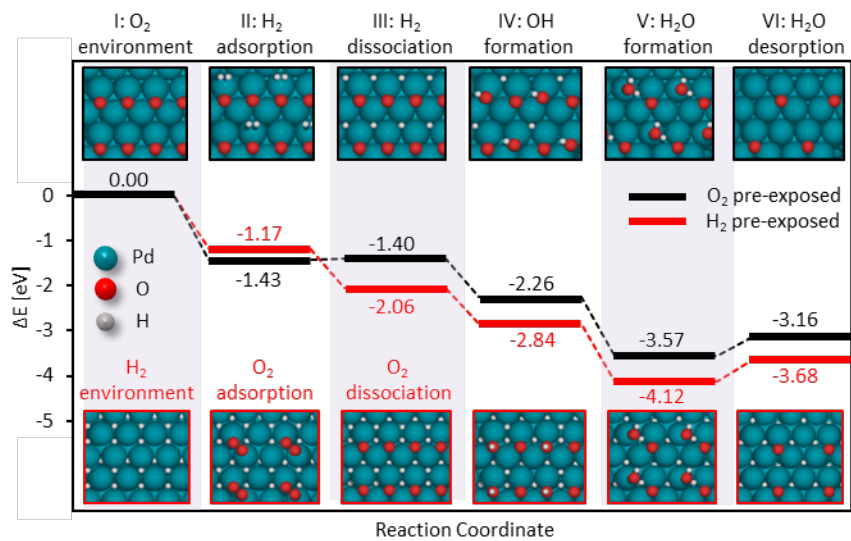 I: O₂ environment
II: H₂ adsorption
III: H₂ dissociation
IV: OH formation
V: H₂O formation
VI: H₂O desorption
0.00
-1.17
-1.43
-1.40
-2.06
-2.26
-2.84
-3.57
-4.12
-3.16
-3.68
O₂ pre-exposed
H₂ pre-exposed
ΔE [eV]
0
-1
-2
-3
-4
-5
Pd
O
H
H₂ environment
O₂ adsorption
O₂ dissociation
Reaction Coordinate